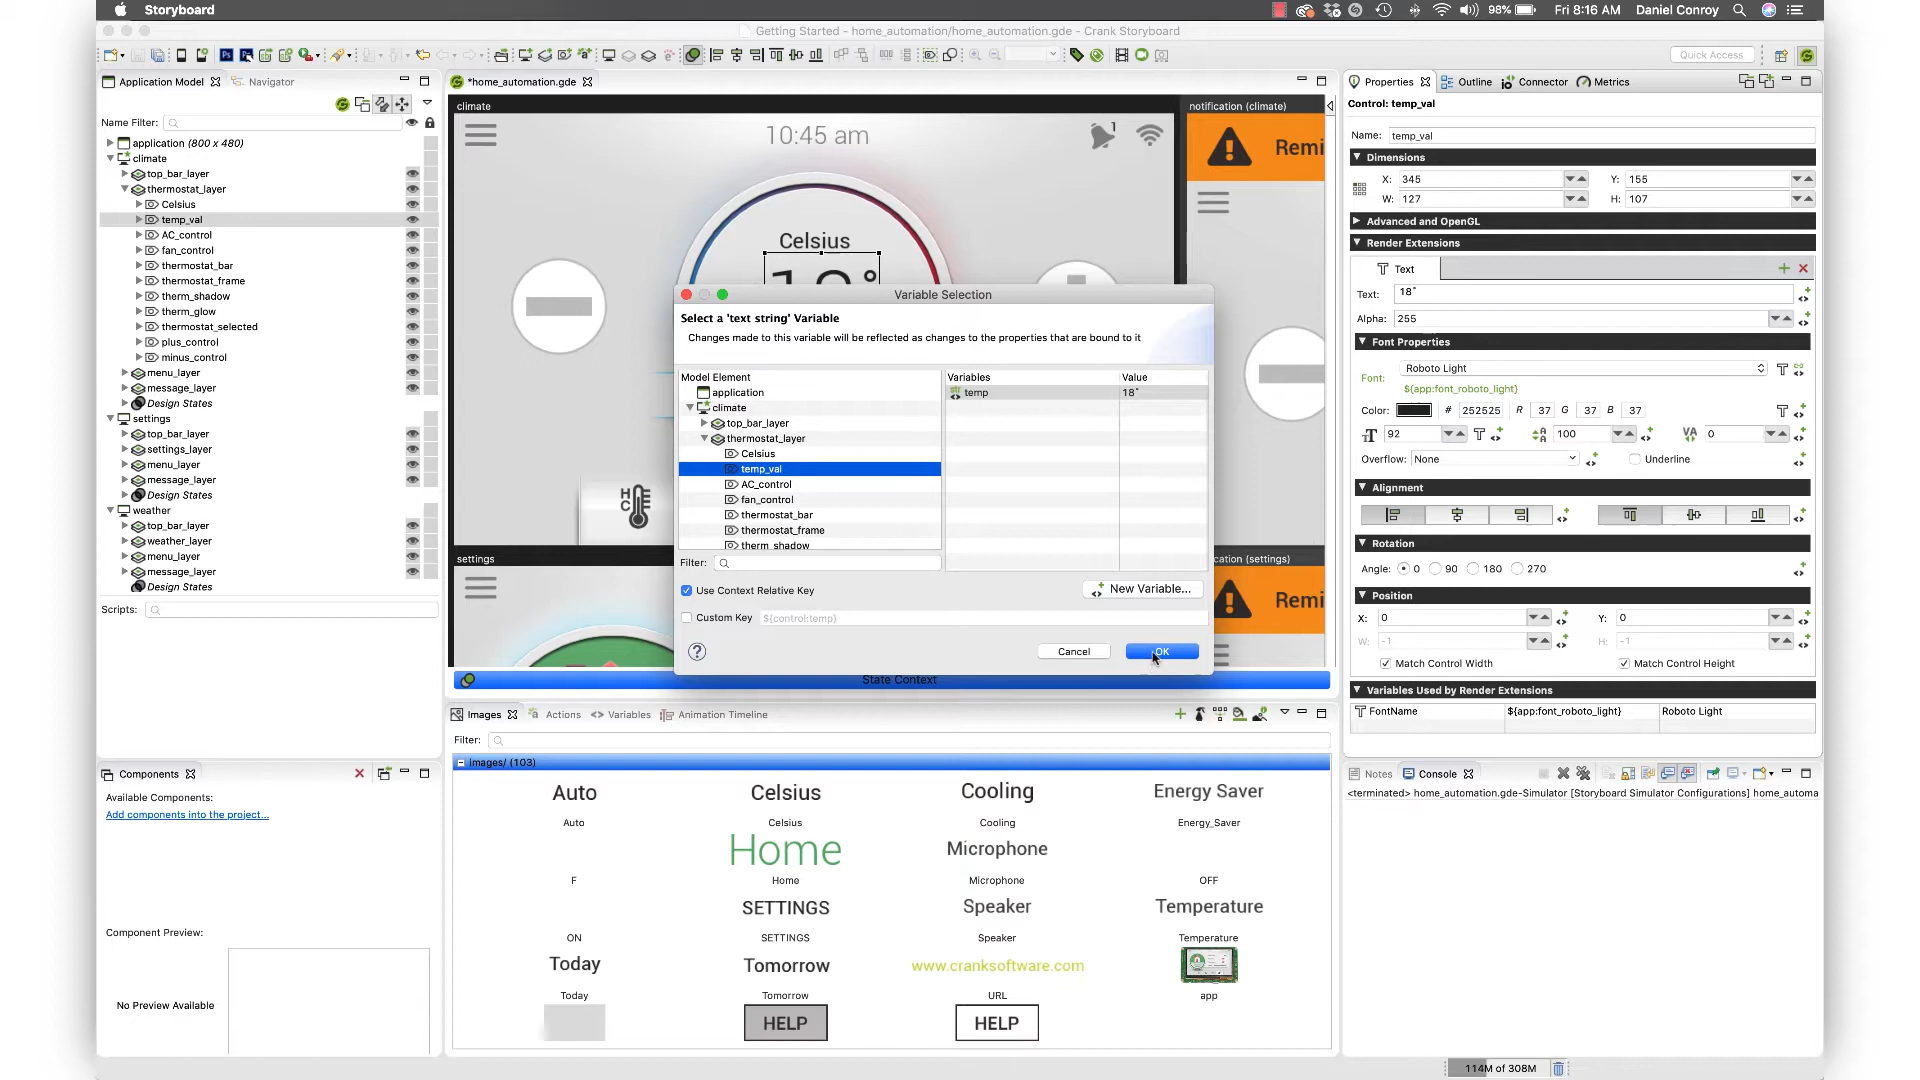 Storyboard
98%
Fri 8:16 AM
Daniel Conroy
Getting Started - home_automation/home_automation.gde - Crank Storyboard
Quick Access
Application Model
Navigator
Name Filter:
application (800 x 480)
climate
top_bar_layer
thermostat_layer
Celsius
temp_val
AC_control
fan_control
thermostat_bar
thermostat_frame
therm_shadow
therm_glow
thermostat_selected
plus_control
minus_control
menu_layer
message_layer
Design States
settings
top_bar_layer
settings_layer
menu_layer
message_layer
Design States
weather
top_bar_layer
weather_layer
menu_layer
message_layer
Design States
Scripts:
Components
Available Components:
Add components into the project...
Component Preview:
No Preview Available
*home_automation.gde
climate
10:45 am
1
Celsius
H
C
settings
notification (climate)
Remi
Remi
State Context
Variable Selection
Select a 'text string' Variable
Changes made to this variable will be reflected as changes to the properties that are bound to it
Model Element
application
climate
top_bar_layer
thermostat_layer
Celsius
temp_val
AC_control
fan_control
thermostat_bar
thermostat_frame
therm_shadow
Variables
Value
temp
18°
Filter:
Use Context Relative Key
New Variable...
Custom Key
${control:temp}
Cancel
OK
Images
Actions
Variables
Animation Timeline
Filter:
images/ (103)
Auto
Celsius
Cooling
Energy Saver
Auto
Celsius
Cooling
Energy_Saver
Home
Microphone
F
Home
Microphone
OFF
SETTINGS
Speaker
Temperature
ON
SETTINGS
Speaker
Temperature
Today
Tomorrow
www.cranksoftware.com
Today
Tomorrow
URL
app
HELP
HELP
Properties
Outline
Connector
Metrics
Control: temp_val
Name: temp_val
Dimensions
X: 345
Y: 155
W: 127
H: 107
Advanced and OpenGL
Render Extensions
Text
Text: 18°
Alpha: 255
Font Properties
Font: Roboto Light
${app:font_roboto_light}
Color: # 252525 R 37 G 37 B 37
92
100
VA 0
Overflow: None
Underline
Alignment
Rotation
Angle: 0 90 180 270
Position
X: 0
Y: 0
W: -1
H: -1
Match Control Width
Match Control Height
Variables Used by Render Extensions
FontName
${app:font_roboto_light}
Roboto Light
Notes
Console
<terminated> home_automation.gde-Simulator [Storyboard Simulator Configurations] home_automa
114M of 308M